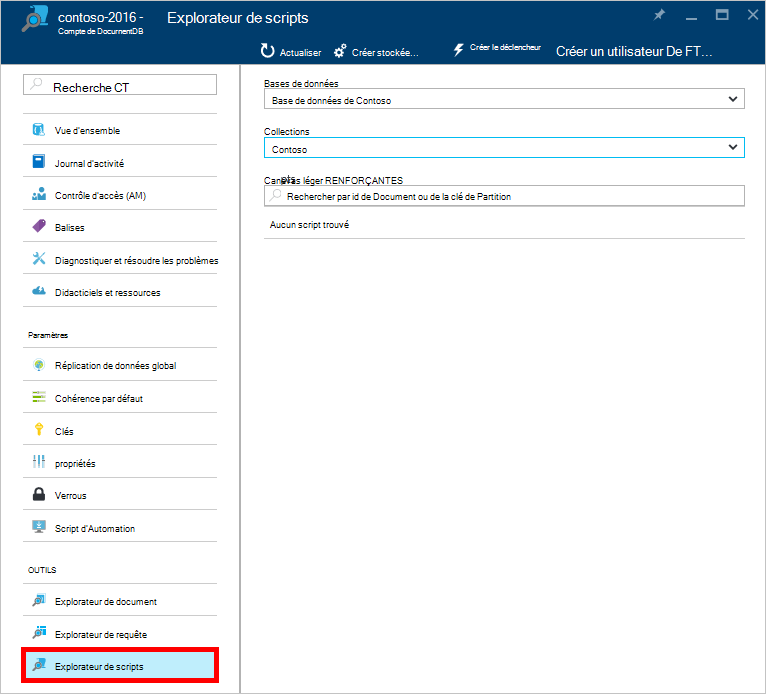 contoso-2016 -
Compte de DocumentDB
Explorateur de scripts
Actualiser
Créer stockée...
Créer le déclencheur
Créer un utilisateur De FT...
Recherche CT
Vue d'ensemble
Journal d'activité
Contrôle d'accès (AM)
Balises
Diagnostiquer et résoudre les problèmes
Didacticiels et ressources
Paramètres
Réplication de données global
Cohérence par défaut
Clés
propriétés
Verrous
Script d'Automation
OUTILS
Explorateur de document
Explorateur de requête
Explorateur de scripts
Bases de données
Base de données de Contoso
Collections
Contoso
léger RENFORÇANTES
Rechercher par id de Document ou de la clé de Partition
Aucun script trouvé